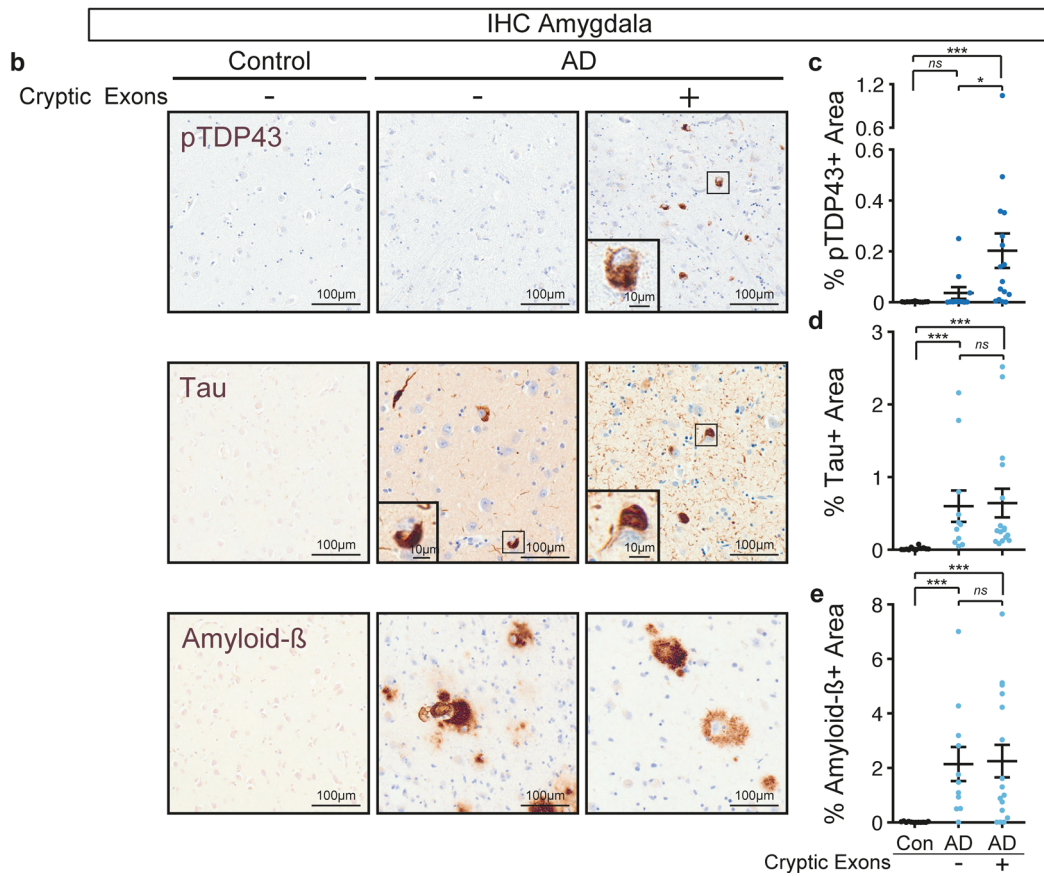 IHC Amygdala
b
Control AD
Cryptic Exons - - +
pTDP43
100µm 100µm 10µm 100µm
Tau
100µm 10µm 100µm 10µm 100µm
Amyloid-ß
100µm 100µm 100µm
c
***
ns
*
% pTDP43+ Area
1.2
0.6
0.6
0.4
0.2
0
d
***
***
ns
% Tau+ Area
3
2
1
0
e
***
***
ns
% Amyloid-ß+ Area
8
6
4
2
0
Con AD AD
Cryptic Exons - +